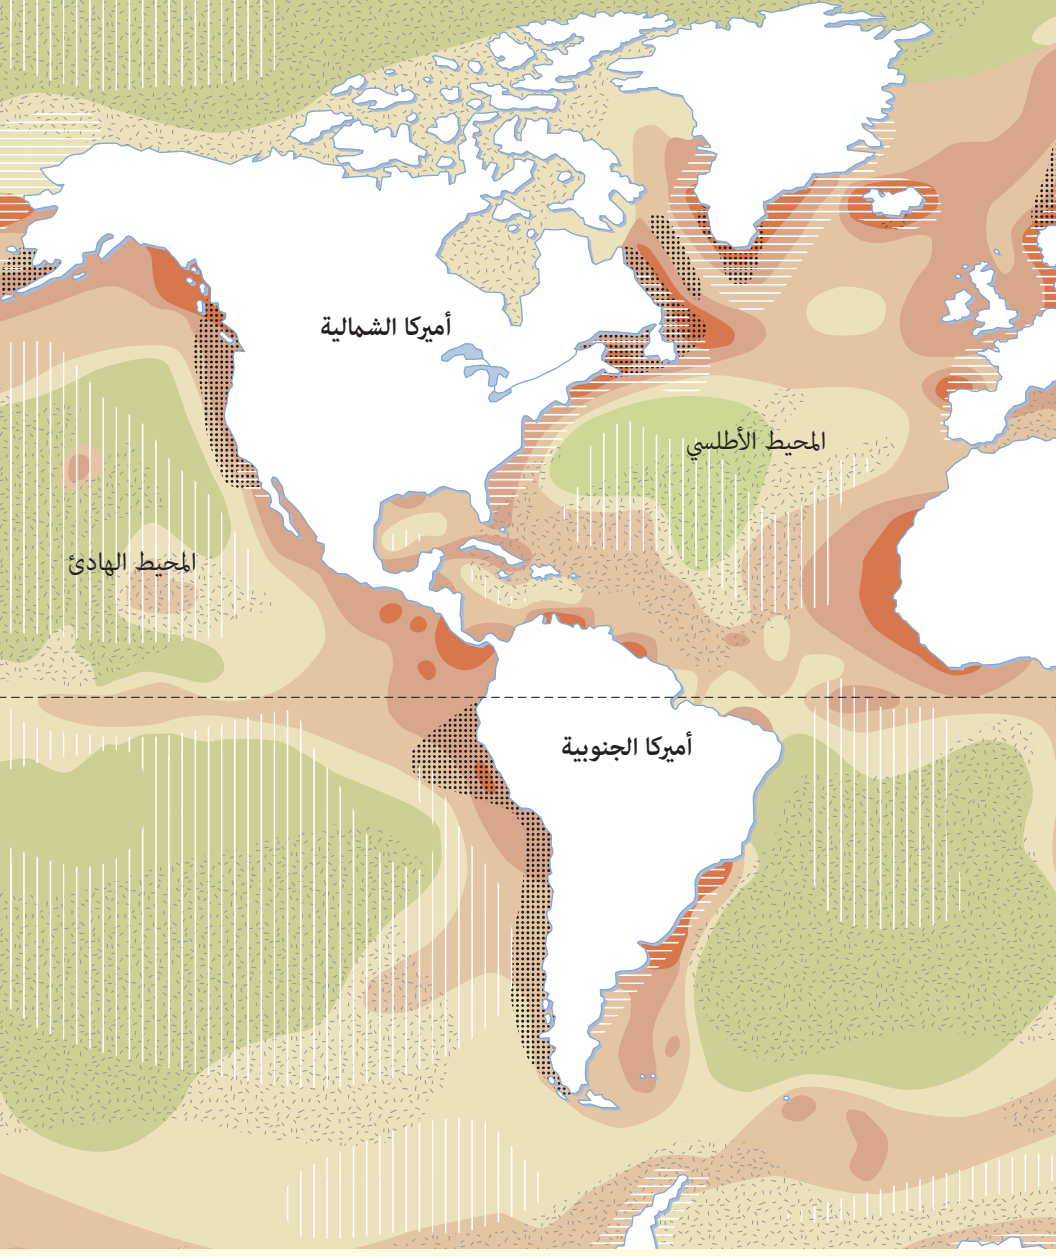 أميركا الشمالية
المحيط الأطلسي
المحيط الهادئ
أميركا الجنوبية